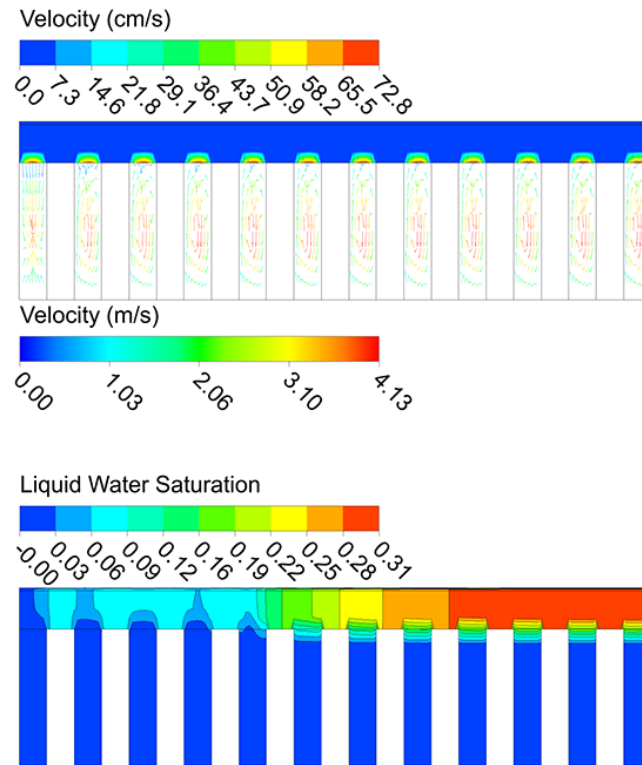 Velocity (cm/s)
0.0 7.3 14.6 21.8 29.1 36.4 43.7 50.9 58.2 65.5 72.8
Velocity (m/s)
0.00 1.03 2.06 3.10 4.13
Liquid Water Saturation
-0.00 0.03 0.06 0.09 0.12 0.16 0.19 0.22 0.25 0.28 0.31